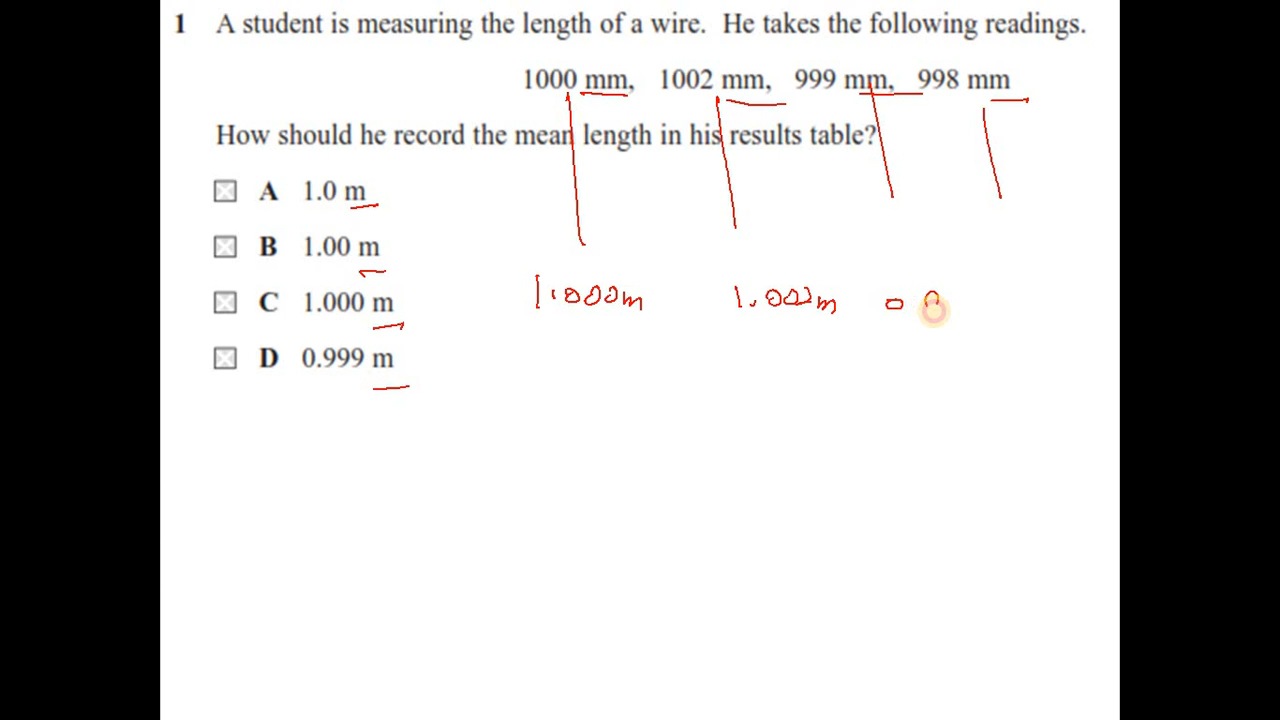 1 A student is measuring the length of a wire. He takes the following readings.
1000 mm, 1002 mm, 999 mm, 998 mm
How should he record the mean length in his results table?
A 1.0 m
B 1.00 m
C 1.000 m
D 0.999 m
1.000m 1.002m 0